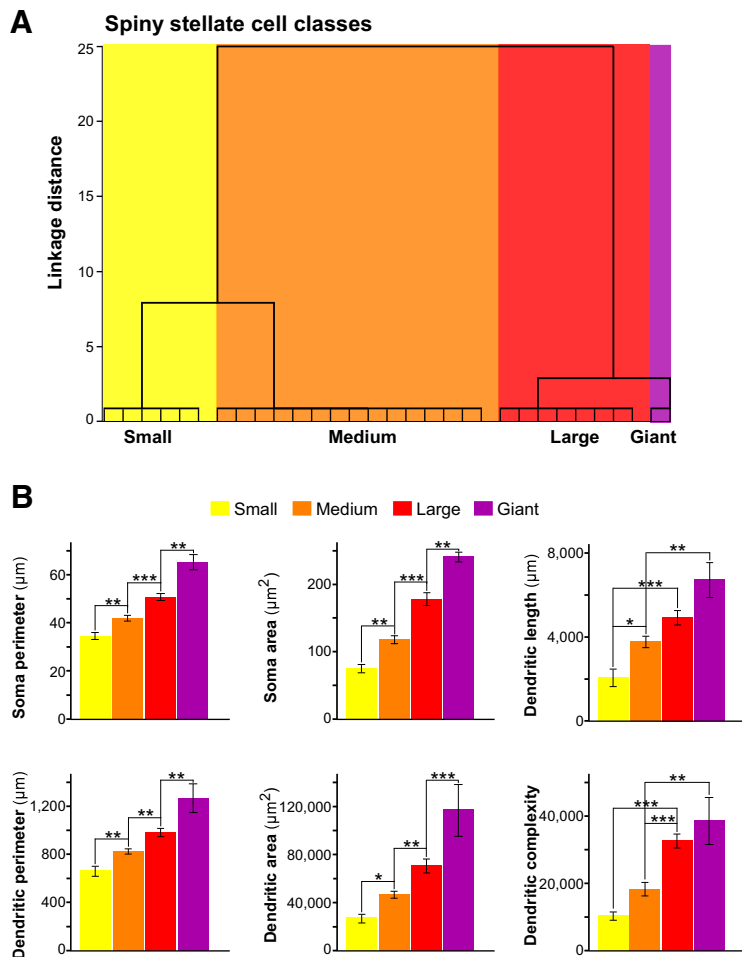 A
Spiny stellate cell classes
Linkage distance
25
20
15
10
5
0
Small Medium Large Giant
B
Small Medium Large Giant
Soma perimeter (µm)
60
40
20
0
** *** **
Soma area (µm²)
200
100
0
** *** **
Dendritic length (µm)
8,000
4,000
0
* *** **
Dendritic perimeter (µm)
1,200
800
400
0
** ** **
Dendritic area (µm²)
120,000
80,000
40,000
0
* ** ***
Dendritic complexity
40,000
20,000
0
*** *** **